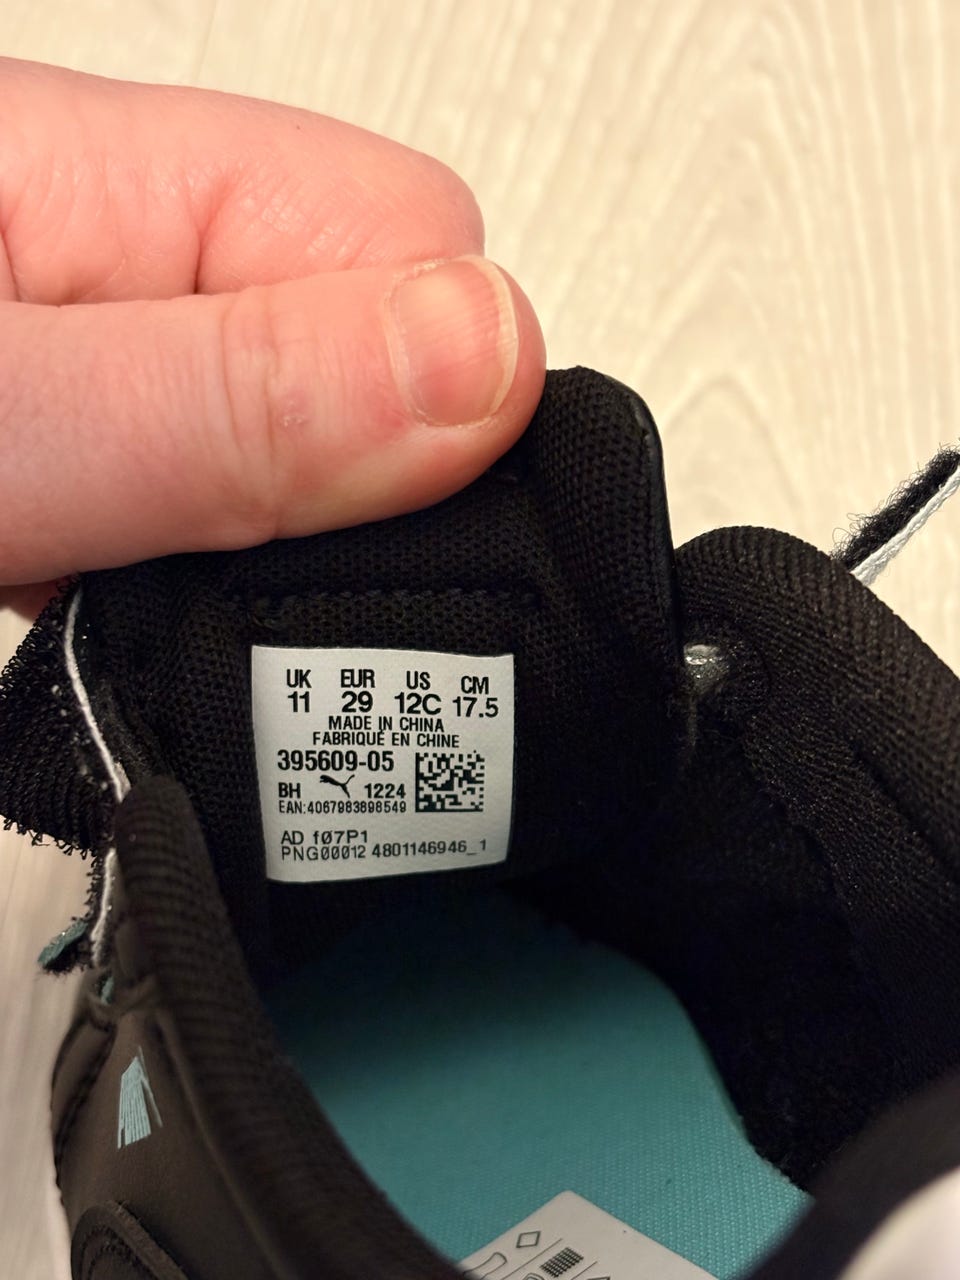 UK EUR US CM
11 29 12C 17.5
MADE IN CHINA
FABRIQUÉ EN CHINE
395609-05
BH 1224
EAN:4067983898549
AD f07P1
PNG00012 4801146946_1